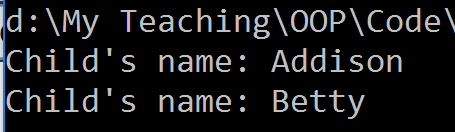 d:\My Teaching\OOP\Code\
Child's name: Addison
Child's name: Betty